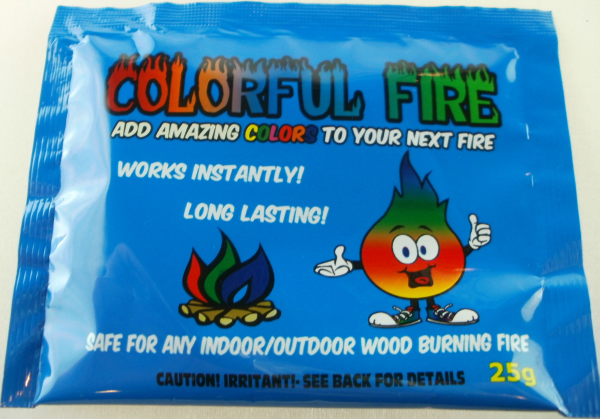 COLORFUL FIRE
ADD AMAZING COLORS TO YOUR NEXT FIRE
WORKS INSTANTLY!
LONG LASTING!
SAFE FOR ANY INDOOR/OUTDOOR WOOD BURNING FIRE
CAUTION! IRRITANT!- SEE BACK FOR DETAILS
25g